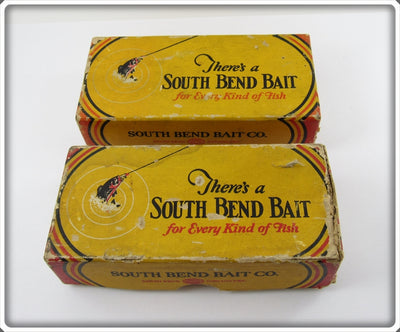 There's a
SOUTH BEND BAIT
for Every Kind of Fish
SOUTH BEND BAIT CO.
There's a
SOUTH BEND BAIT
for Every Kind of Fish
SOUTH BEND BAIT CO.